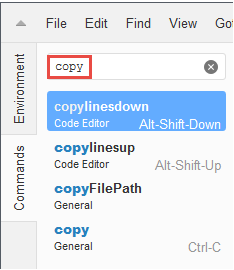 File Edit Find View Got
Environment
Commands
copy
copylinesdown
Code Editor Alt-Shift-Down
copylinesup
Code Editor Alt-Shift-Up
copyFilePath
General
copy
General Ctrl-C